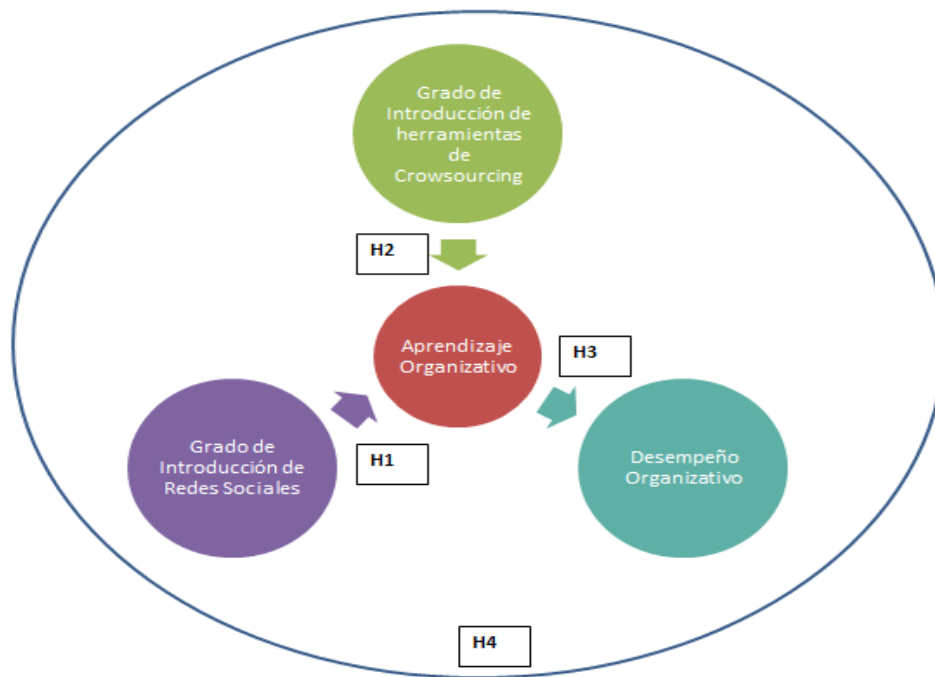 Grado de
Introducción de
herramientas
de
Crowsourcing
H2
Aprendizaje
Organizativo
H3
Grado de
Introducción de
Redes Sociales
H1
Desempeño
Organizativo
H4